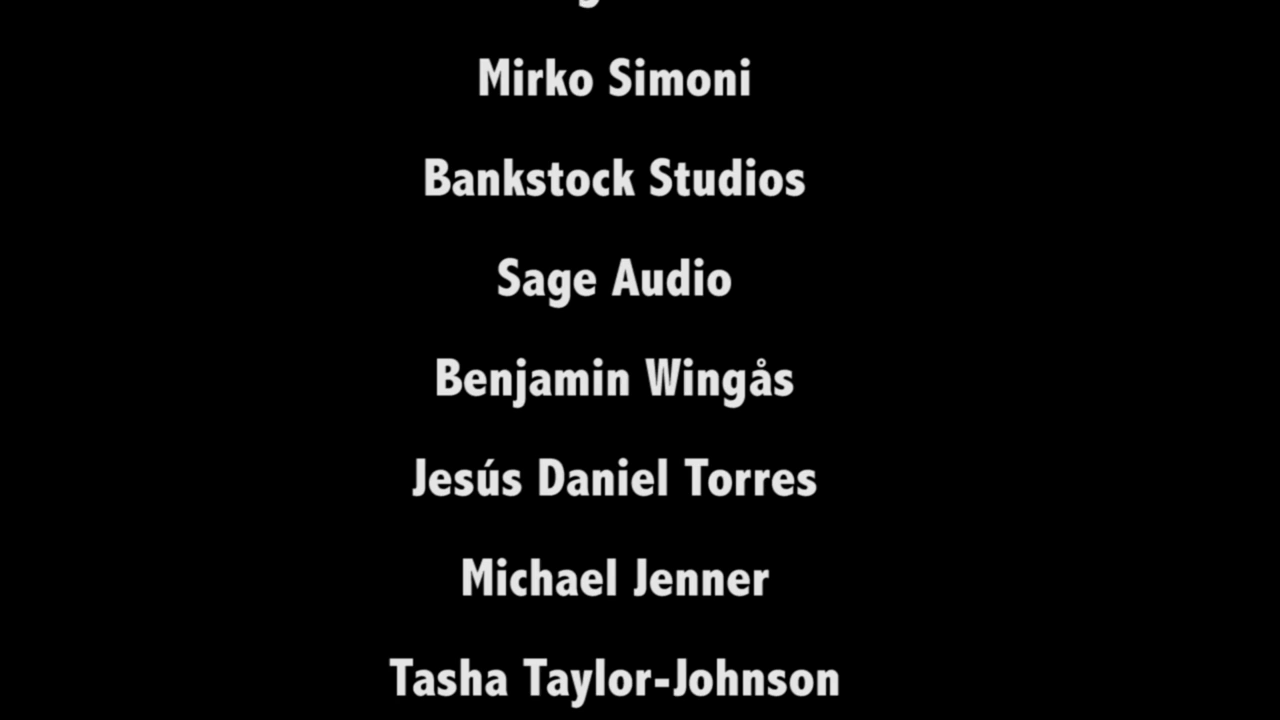 Mirko Simoni
Bankstock Studios
Sage Audio
Benjamin Wingås
Jesús Daniel Torres
Michael Jenner
Tasha Taylor-Johnson